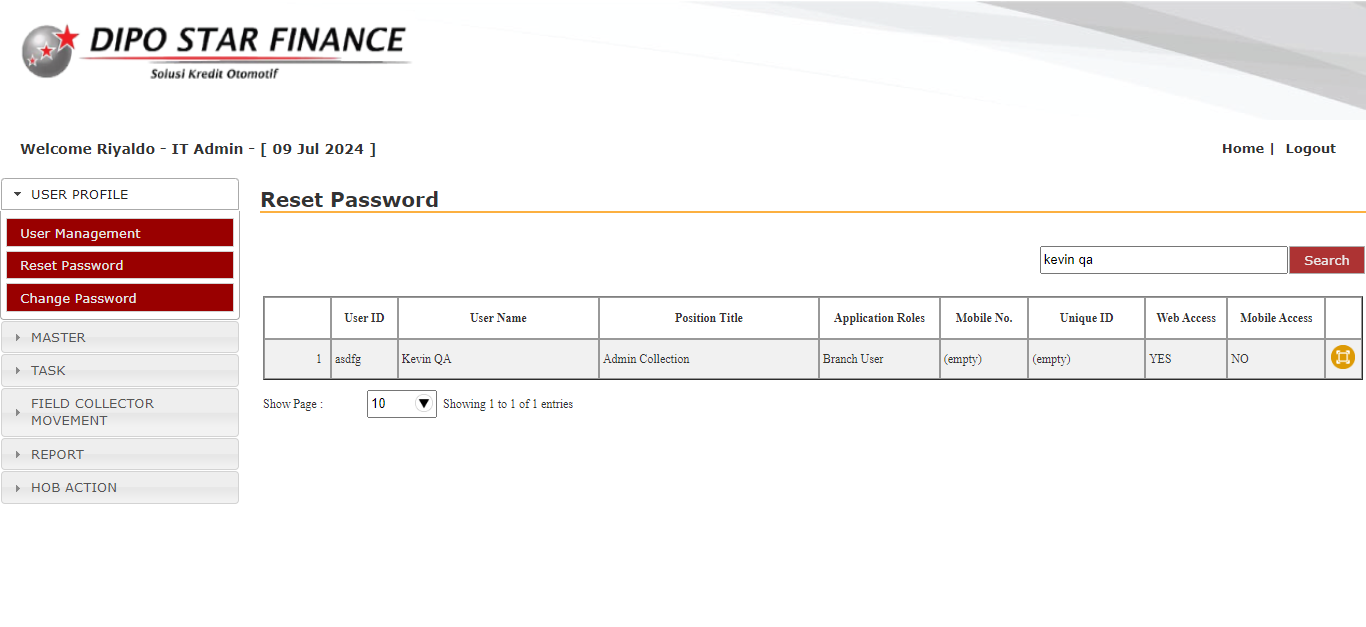 DIPO STAR FINANCE
Solusi Kredit Otomotif
Welcome Riyaldo - IT Admin - [ 09 Jul 2024 ]
Home | Logout
USER PROFILE
User Management
Reset Password
Change Password
MASTER
TASK
FIELD COLLECTOR
MOVEMENT
REPORT
HOB ACTION
Reset Password
kevin qa Search
User ID User Name Position Title Application Roles Mobile No. Unique ID Web Access Mobile Access
1 asdfg Kevin QA Admin Collection Branch User (empty) (empty) YES NO
Show Page : 10 Showing 1 to 1 of 1 entries